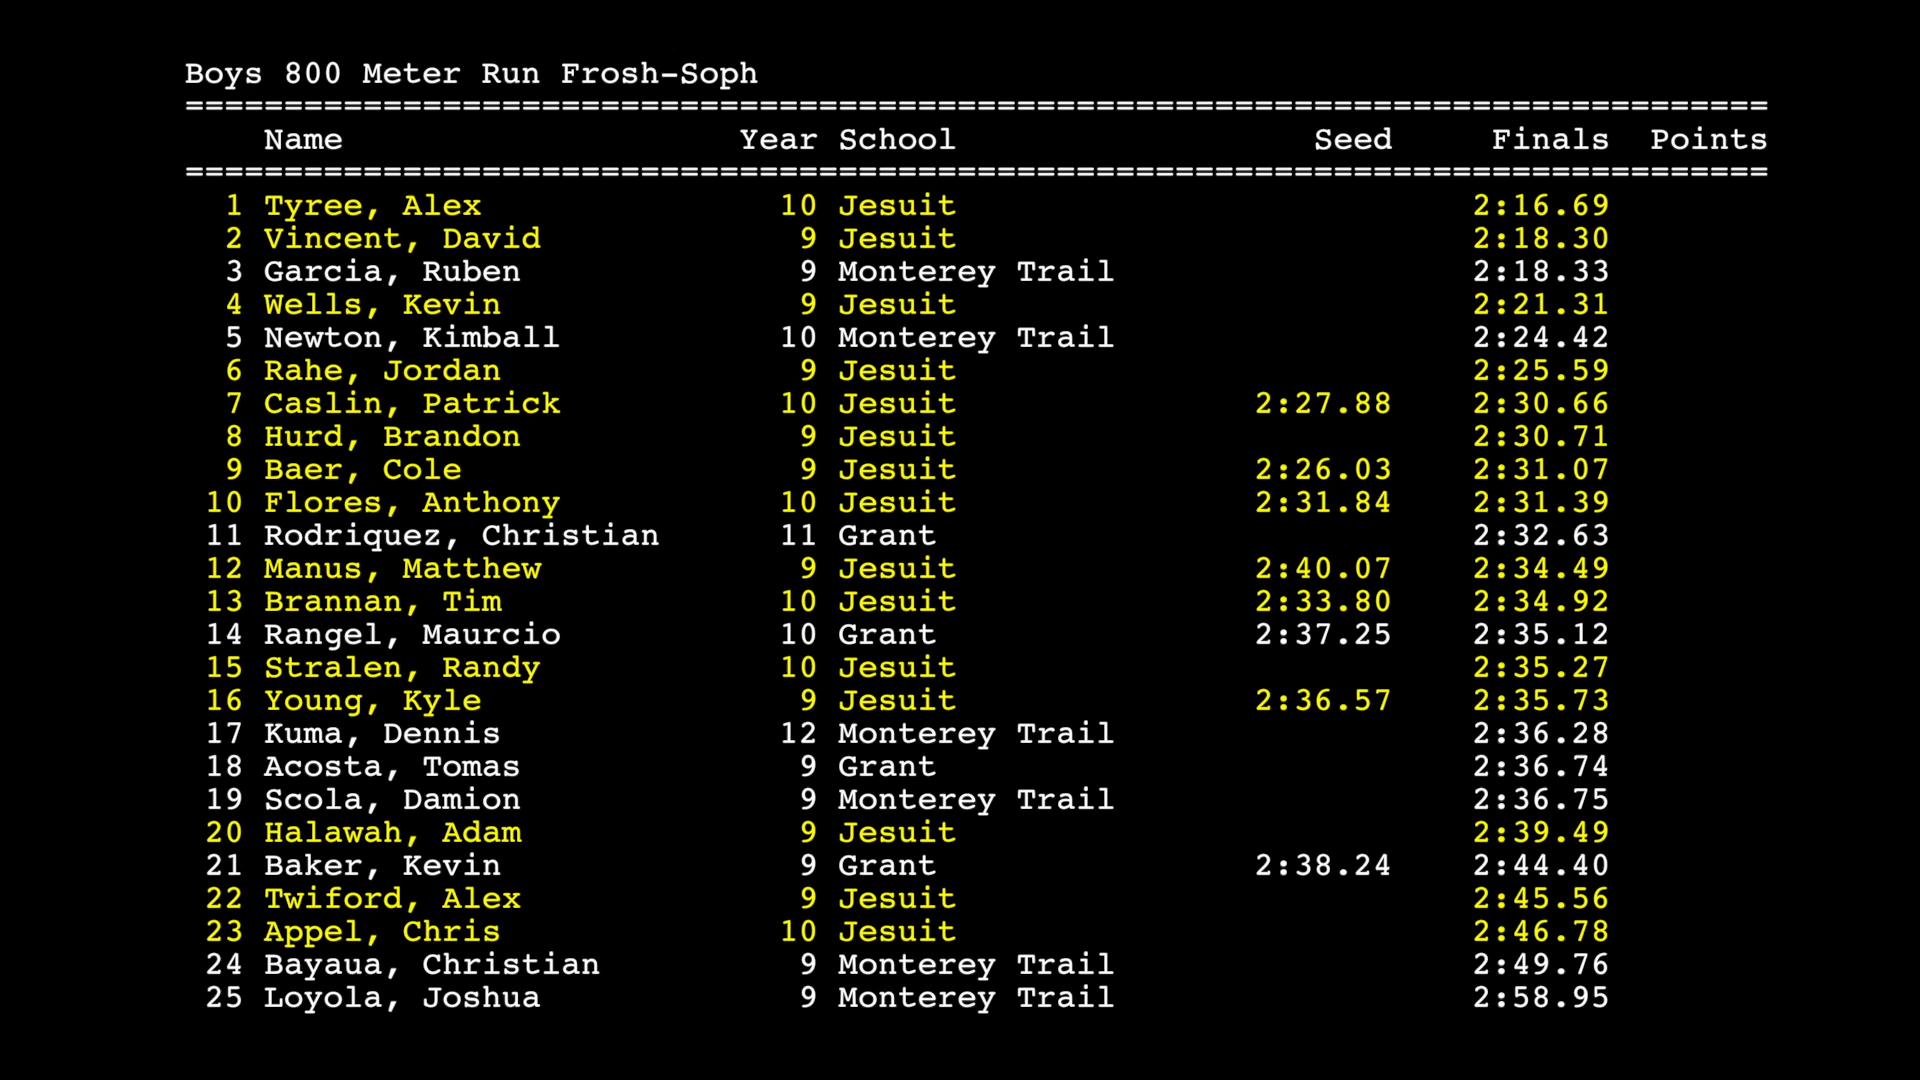 Boys 800 Meter Run Frosh-Soph
================================================================================
Name Year School Seed Finals Points
================================================================================
1 Tyree, Alex 10 Jesuit 2:16.69
2 Vincent, David 9 Jesuit 2:18.30
3 Garcia, Ruben 9 Monterey Trail 2:18.33
4 Wells, Kevin 9 Jesuit 2:21.31
5 Newton, Kimball 10 Monterey Trail 2:24.42
6 Rahe, Jordan 9 Jesuit 2:25.59
7 Caslin, Patrick 10 Jesuit 2:27.88 2:30.66
8 Hurd, Brandon 9 Jesuit 2:30.71
9 Baer, Cole 9 Jesuit 2:26.03 2:31.07
10 Flores, Anthony 10 Jesuit 2:31.84 2:31.39
11 Rodriquez, Christian 11 Grant 2:32.63
12 Manus, Matthew 9 Jesuit 2:40.07 2:34.49
13 Brannan, Tim 10 Jesuit 2:33.80 2:34.92
14 Rangel, Maurcio 10 Grant 2:37.25 2:35.12
15 Stralen, Randy 10 Jesuit 2:35.27
16 Young, Kyle 9 Jesuit 2:36.57 2:35.73
17 Kuma, Dennis 12 Monterey Trail 2:36.28
18 Acosta, Tomas 9 Grant 2:36.74
19 Scola, Damion 9 Monterey Trail 2:36.75
20 Halawah, Adam 9 Jesuit 2:39.49
21 Baker, Kevin 9 Grant 2:38.24 2:44.40
22 Twiford, Alex 9 Jesuit 2:45.56
23 Appel, Chris 10 Jesuit 2:46.78
24 Bayaua, Christian 9 Monterey Trail 2:49.76
25 Loyola, Joshua 9 Monterey Trail 2:58.95